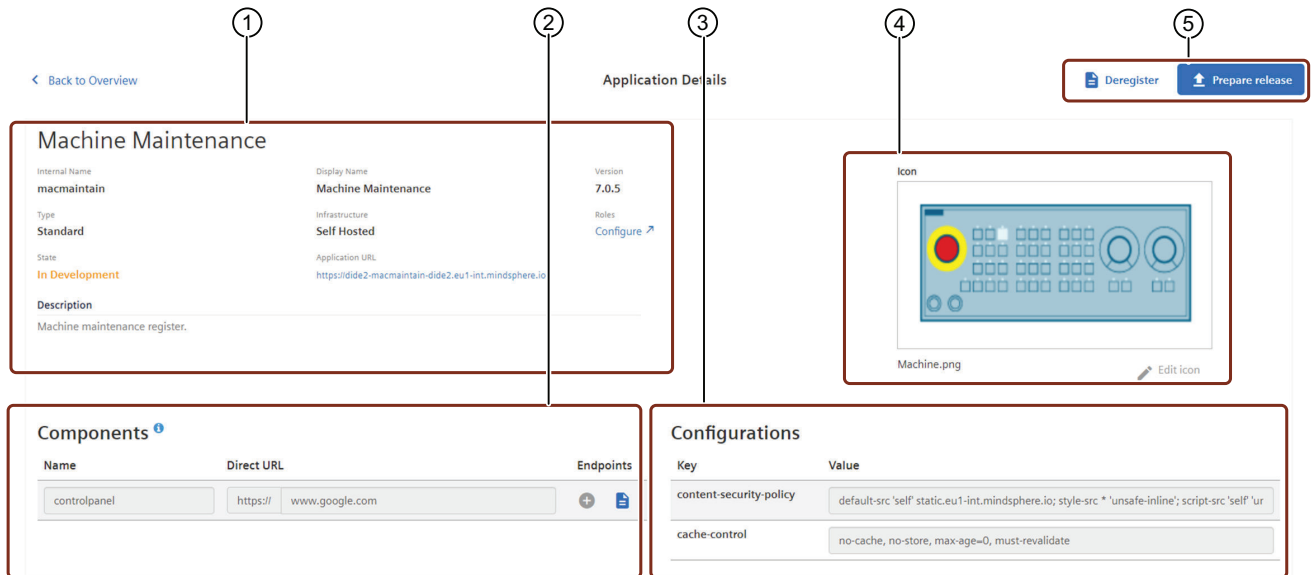 1 2 3 4 5
Back to Overview
Application Details
Deregister
Prepare release
Machine Maintenance
Internal Name Display Name Version
macmaintain Machine Maintenance 7.0.5
Type Infrastructure Roles
Standard Self Hosted Configure
State Application URL
In Development https://dide2-macmaintain-dide2.eu1-int.mindsphere.io
Description
Machine maintenance register.
Icon
Machine.png
Edit icon
Components
Name Direct URL Endpoints
controlpanel https:// www.google.com
Configurations
Key Value
content-security-policy default-src 'self' static.eu1-int.mindsphere.io; style-src * 'unsafe-inline'; script-src 'self' 'ur
cache-control no-cache, no-store, max-age=0, must-revalidate